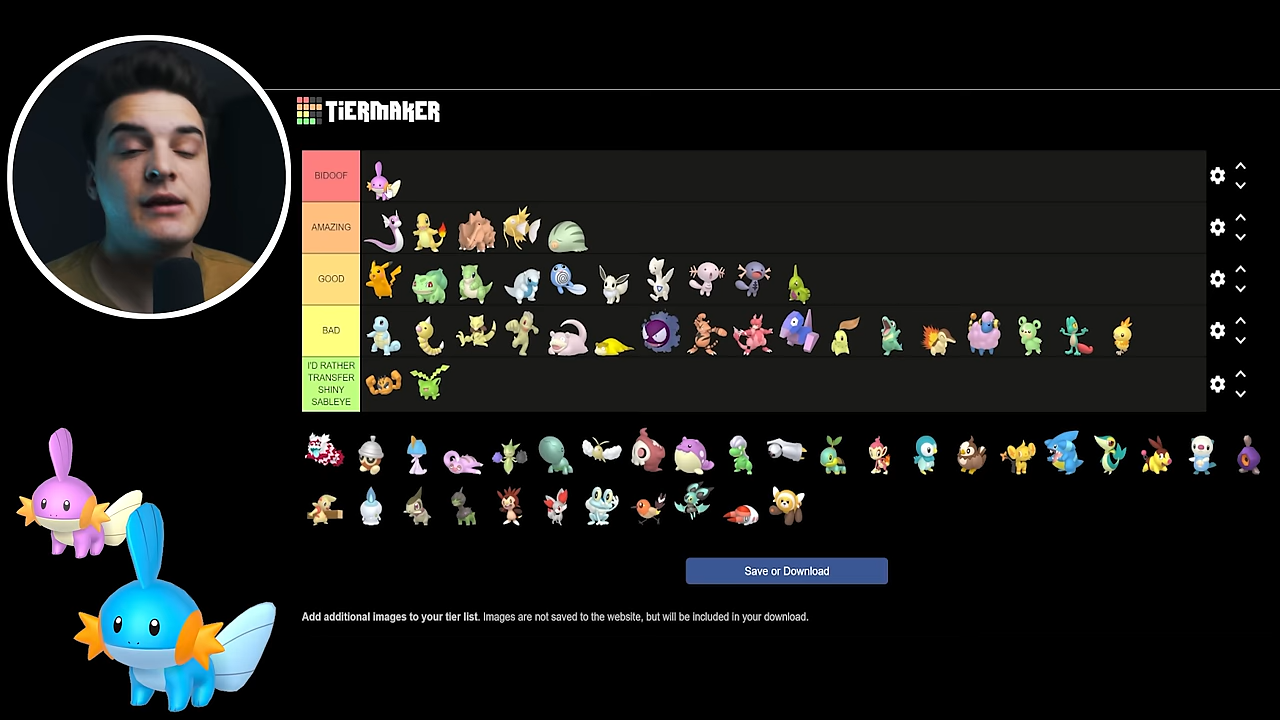 TiERMAKER
BIDOOF
AMAZING
GOOD
BAD
I'D RATHER
TRANSFER
SHINY
SABLEYE
Save or Download
Add additional images to your tier list. Images are not saved to the website, but will be included in your download.